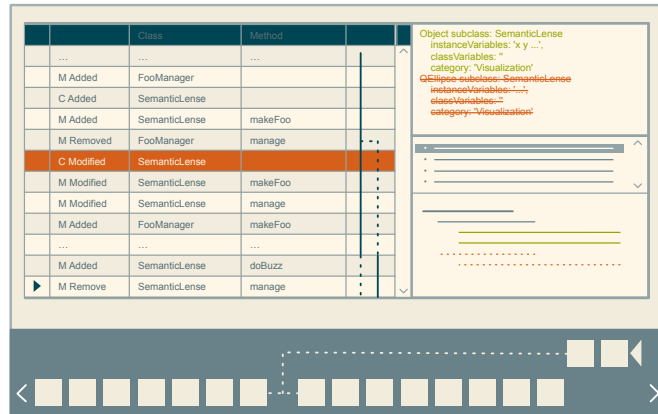 Class Method
… … …
M Added FooManager
C Added SemanticLense
M Added SemanticLense makeFoo
M Removed FooManager manage
C Modified SemanticLense
M Modified SemanticLense makeFoo
M Modified SemanticLense manage
M Added FooManager makeFoo
… … …
M Added SemanticLense doBuzz
M Remove SemanticLense manage
Object subclass: SemanticLense
instanceVariables: 'x y ...',
classVariables: ''
category: 'Visualization'
QEllipse subclass: SemanticLense
instanceVariables: '...',
classVariables: ''
category: 'Visualization'